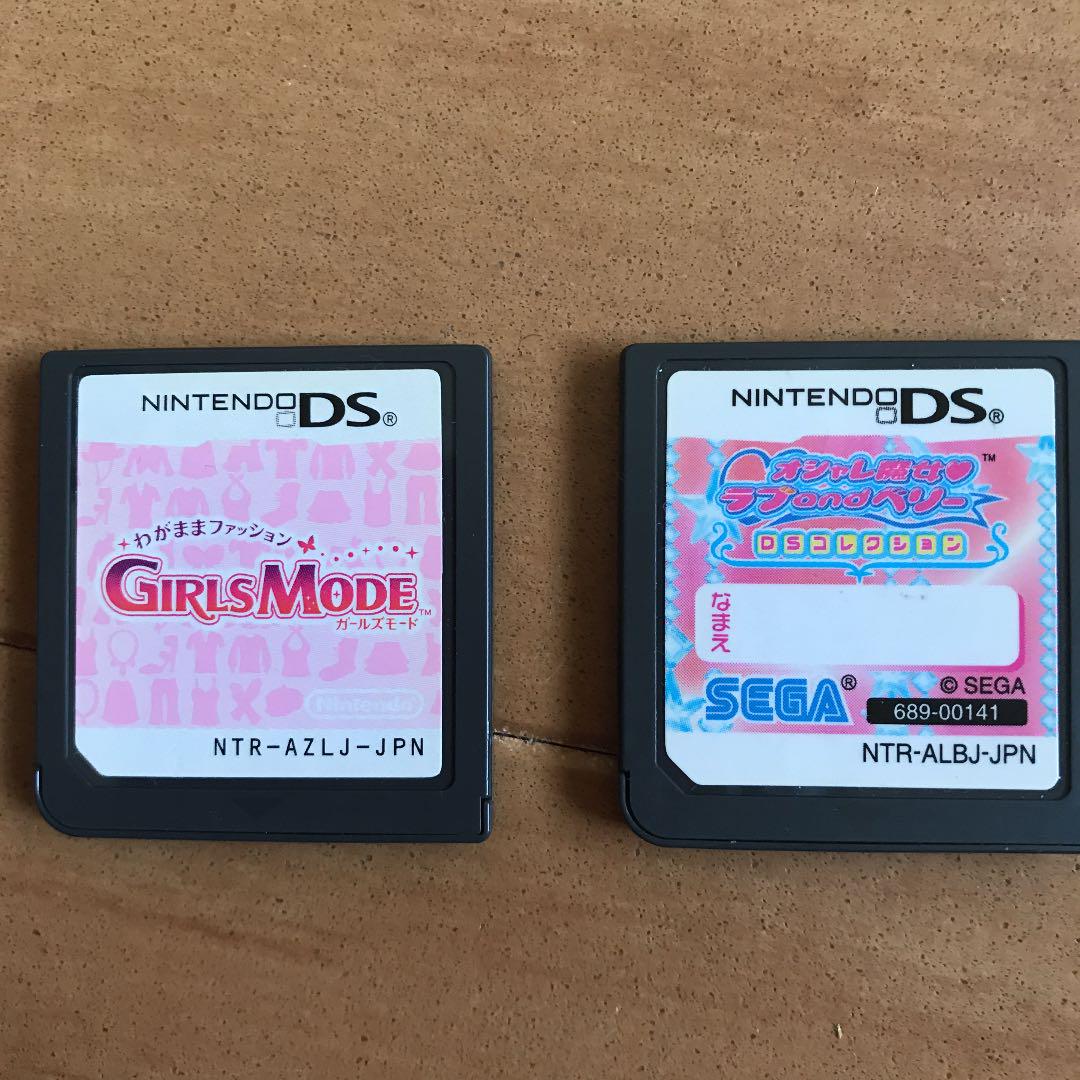 NINTENDO DS®
わがままファッション
GIRLS MODE™
ガールズモード
Nintendo
NTR-AZLJ-JPN
NINTENDO DS®
オシャレ魔女♥™
ラブandベリー
DSコレクション
なまえ
SEGA®
© SEGA
689-00141
NTR-ALBJ-JPN